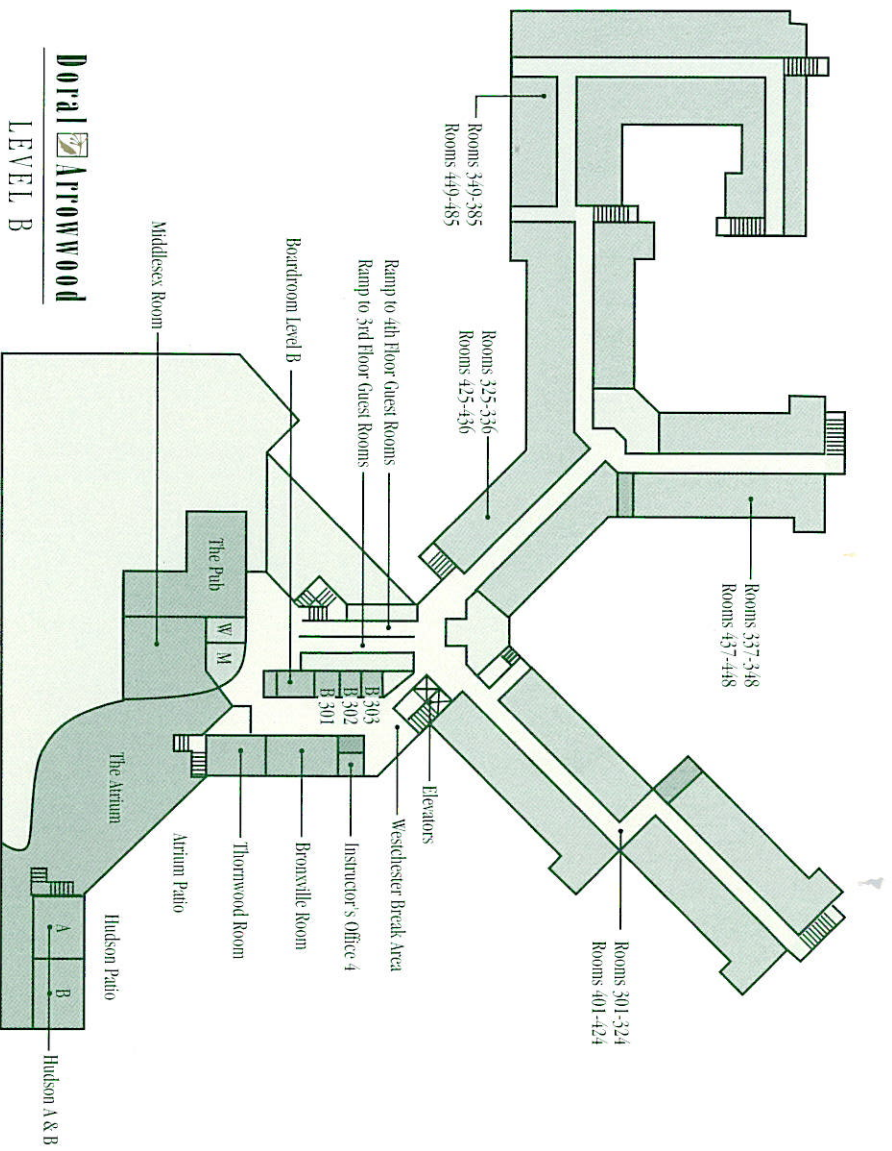 Doral Arrowwood
LEVEL B
Rooms 349-385
Rooms 449-485
Rooms 325-336
Rooms 425-436
Rooms 337-348
Rooms 437-448
Rooms 301-324
Rooms 401-424
Ramp to 4th Floor Guest Rooms
Ramp to 3rd Floor Guest Rooms
Boardroom Level B
Middlesex Room
The Pub
W
M
B 301
B 302
B 303
Elevators
Westchester Break Area
Instructor's Office 4
Bronxville Room
Thornwood Room
Atrium Patio
The Atrium
Hudson Patio
A
B
Hudson A & B